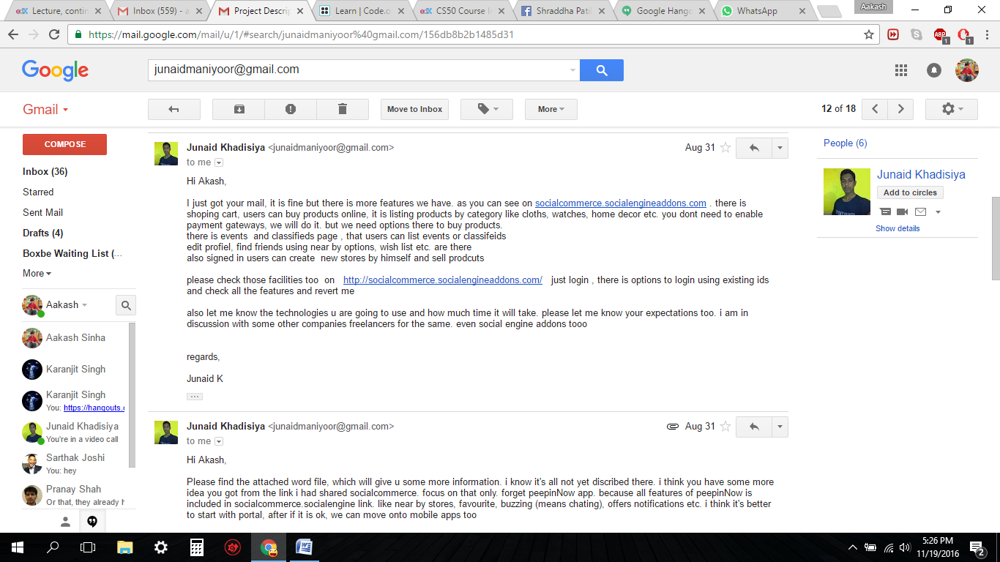 Lecture, contin
Inbox (559) - a
Project Descrip
Learn | Code.o
CS50 Course I
Shraddha Pati
Google Hango
WhatsApp
Aakash
https://mail.google.com/mail/u/1/#search/junaidmaniyoor%40gmail.com/156db8b2b1485d31
Google
junaidmaniyoor@gmail.com
Gmail
Move to Inbox
More
12 of 18
COMPOSE
Inbox (36)
Starred
Sent Mail
Drafts (4)
Boxbe Waiting List (...
More
Aakash
Aakash Sinha
Karanjit Singh
Karanjit Singh
You: https://hangouts.
Junaid Khadisiya
You're in a video call
Sarthak Joshi
You: hey
Pranay Shah
Or that, they already h
Junaid Khadisiya <junaidmaniyoor@gmail.com>
Aug 31
to me
Hi Akash,
I just got your mail, it is fine but there is more features we have. as you can see on socialcommerce.socialengineaddons.com . there is
shoping cart, users can buy products online, it is listing products by category like cloths, watches, home decor etc. you dont need to enable
payment gateways, we will do it. but we need options there to buy products.
there is events  and classifieds page , that users can list events or classifeids
edit profiel, find friends using near by options, wish list etc. are there
also signed in users can create  new stores by himself and sell prodcuts
please check those facilities too  on   http://socialcommerce.socialengineaddons.com/   just login , there is options to login using existing ids
and check all the features and revert me
also let me know the technologies u are going to use and how much time it will take. please let me know your expectations too. i am in
discussion with some other companies freelancers for the same. even social engine addons tooo
regards,
Junaid K
Junaid Khadisiya <junaidmaniyoor@gmail.com>
Aug 31
to me
Hi Akash,
Please find the attached word file, which will give u some more information. i know it's all not yet discribed there. i think you have some more
idea you got from the link i had shared socialcommerce. focus on that only. forget peepinNow app. because all features of peepinNow is
included in socialcommerce.socialengine link. like near by stores, favourite, buzzing (means chating), offers notifications etc. i think it's better
to start with portal, after if it is ok, we can move onto mobile apps too
People (6)
Junaid Khadisiya
Add to circles
Show details
5:26 PM
11/19/2016
2